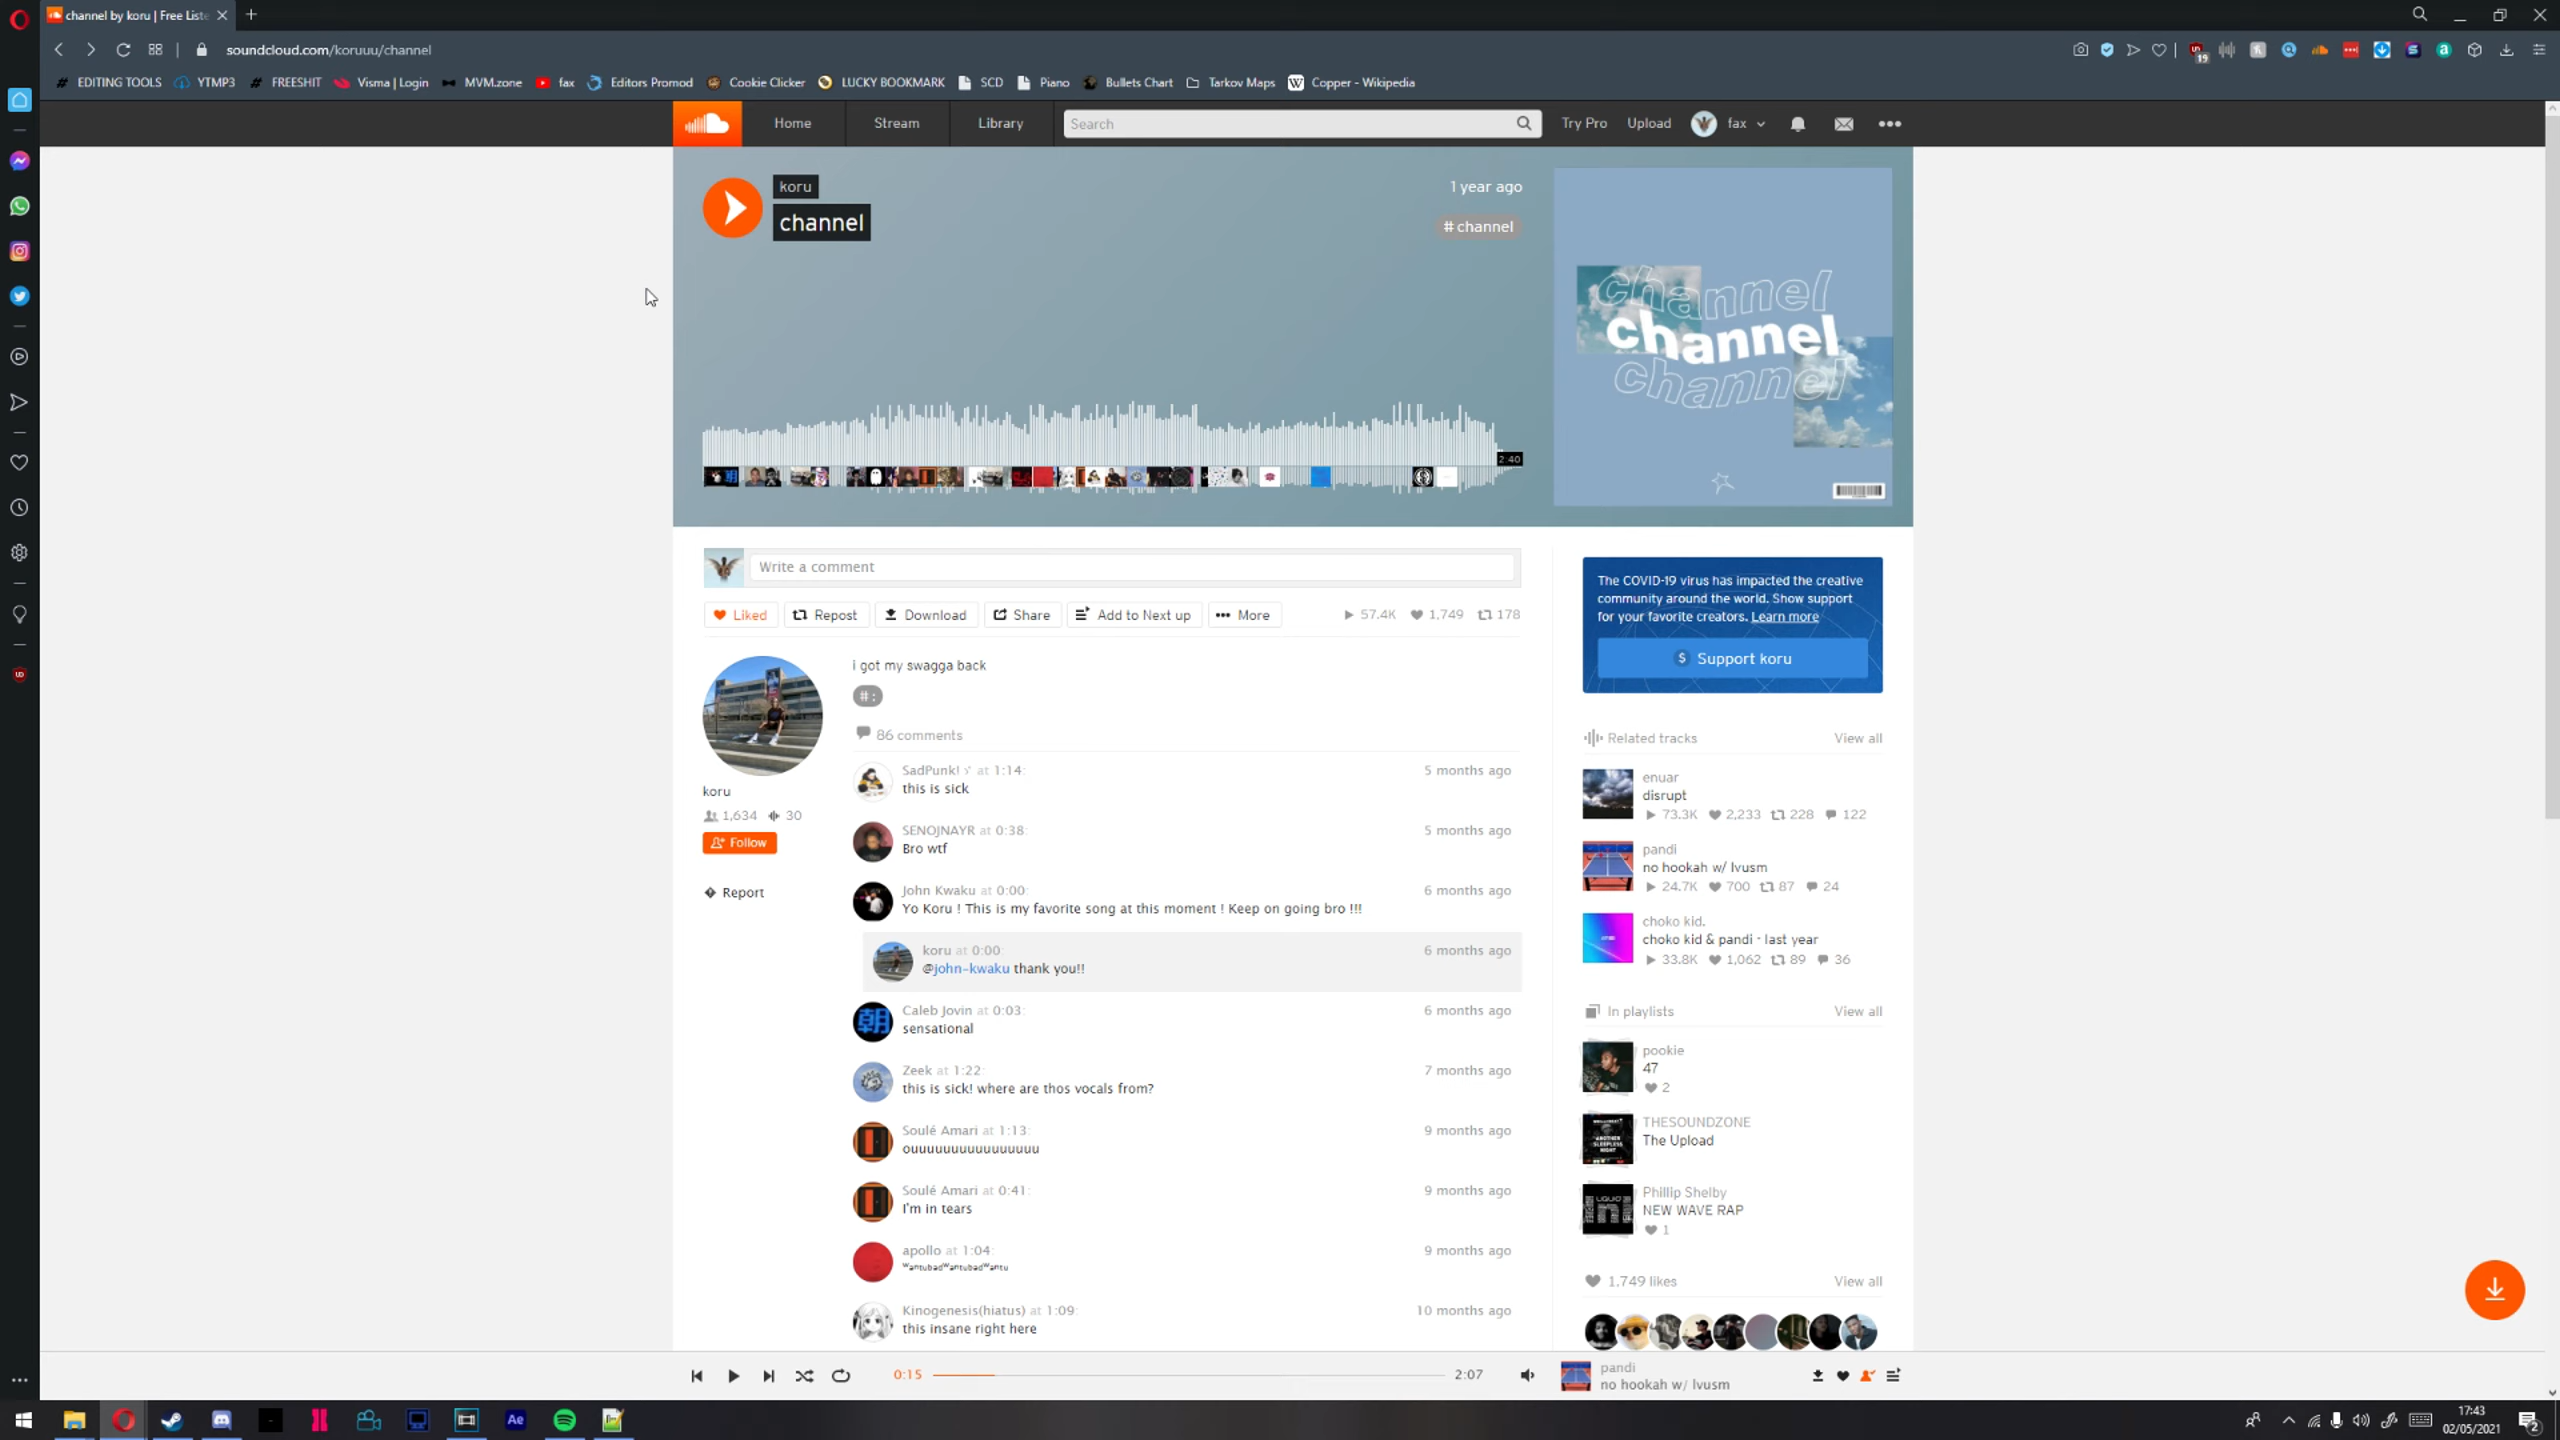 channel by koru | Free Liste
soundcloud.com/koruuu/channel
19
EDITING TOOLS YTMP3 FREESHIT Visma | Login MVM.zone fax Editors Promod Cookie Clicker LUCKY BOOKMARK SCD Piano Bullets Chart Tarkov Maps Copper - Wikipedia
Home Stream Library Search Try Pro Upload fax
koru
channel
1 year ago
# channel
channel
channel
channel
2:40
Write a comment
Liked Repost Download Share Add to Next up More 57.4K 1,749 178
The COVID-19 virus has impacted the creative
community around the world. Show support
for your favorite creators. Learn more
Support koru
koru
1,634 30
Follow
Report
i got my swagga back
# :
86 comments
SadPunk! at 1:14: 5 months ago
this is sick
SENOJNAYR at 0:38: 5 months ago
Bro wtf
John Kwaku at 0:00: 6 months ago
Yo Koru ! This is my favorite song at this moment ! Keep on going bro !!!
koru at 0:00: 6 months ago
@john-kwaku thank you!!
Caleb Jovin at 0:03: 6 months ago
sensational
Zeek at 1:22: 7 months ago
this is sick! where are thos vocals from?
Soulé Amari at 1:13: 9 months ago
ouuuuuuuuuuuuuuuu
Soulé Amari at 0:41: 9 months ago
I'm in tears
apollo at 1:04: 9 months ago
ᵂᵃⁿᵗᵘᵇᵃᵈᵂᵃⁿᵗᵘᵇᵃᵈᵂᵃⁿᵗᵘ
Kinogenesis(hiatus) at 1:09: 10 months ago
this insane right here
Related tracks View all
enuar
disrupt
73.3K 2,233 228 122
pandi
no hookah w/ lvusm
24.7K 700 87 24
choko kid.
choko kid & pandi - last year
33.8K 1,062 89 36
In playlists View all
pookie
47
2
THESOUNDZONE
The Upload
Phillip Shelby
NEW WAVE RAP
1
1,749 likes View all
0:15 2:07
pandi
no hookah w/ lvusm
Ae
17:43
02/05/2021
2